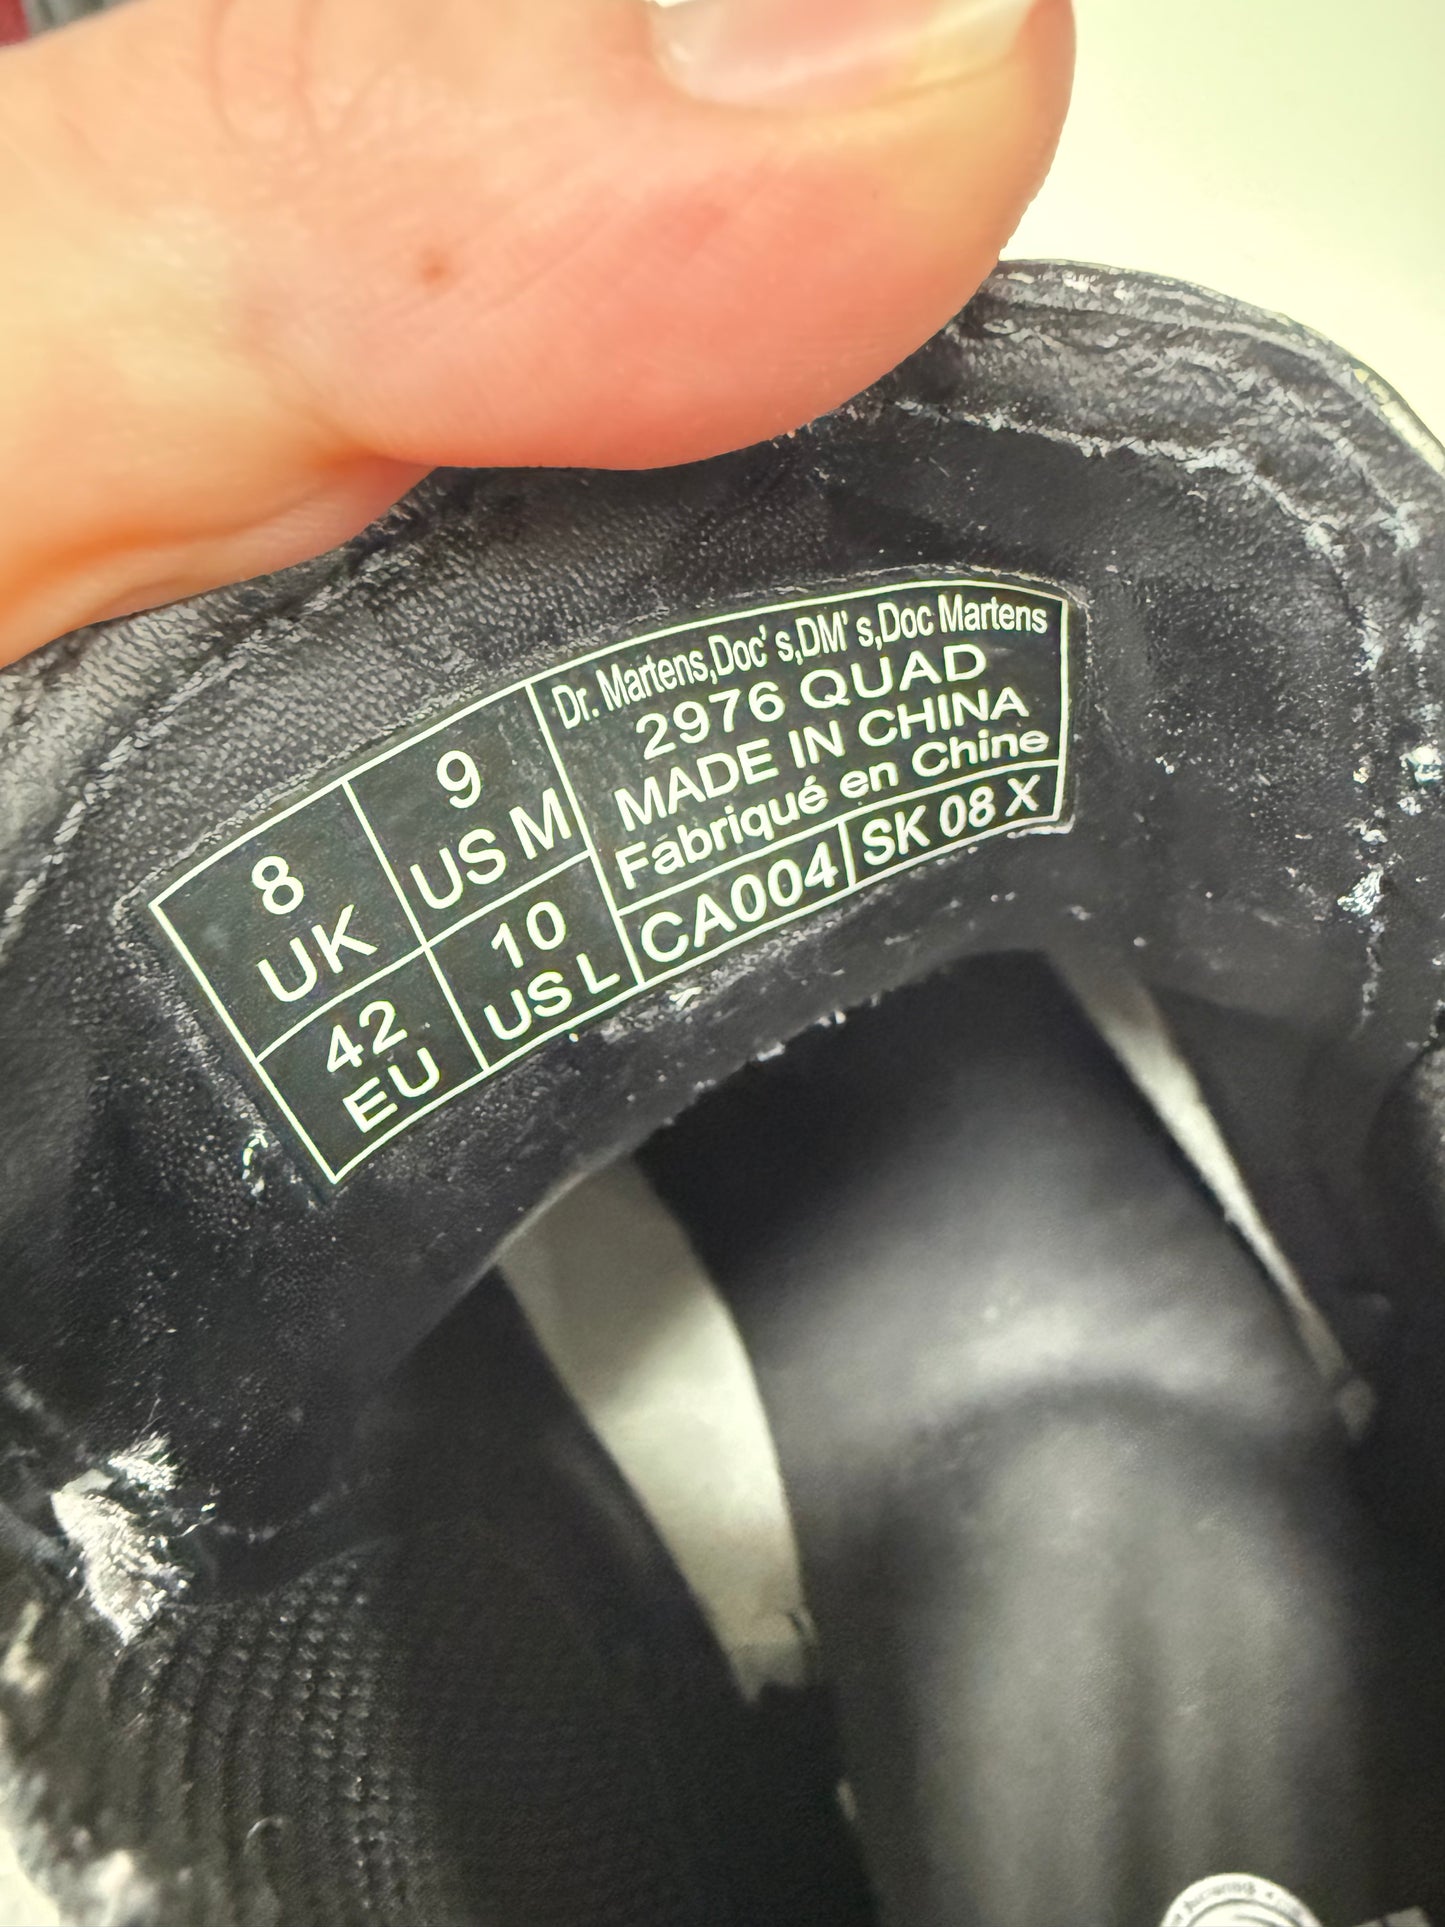 8
UK
9
US M
42
EU
10
US L
Dr. Martens,Doc's,DM's,Doc Martens
2976 QUAD
MADE IN CHINA
Fabriqué en Chine
CA004
SK 08 X